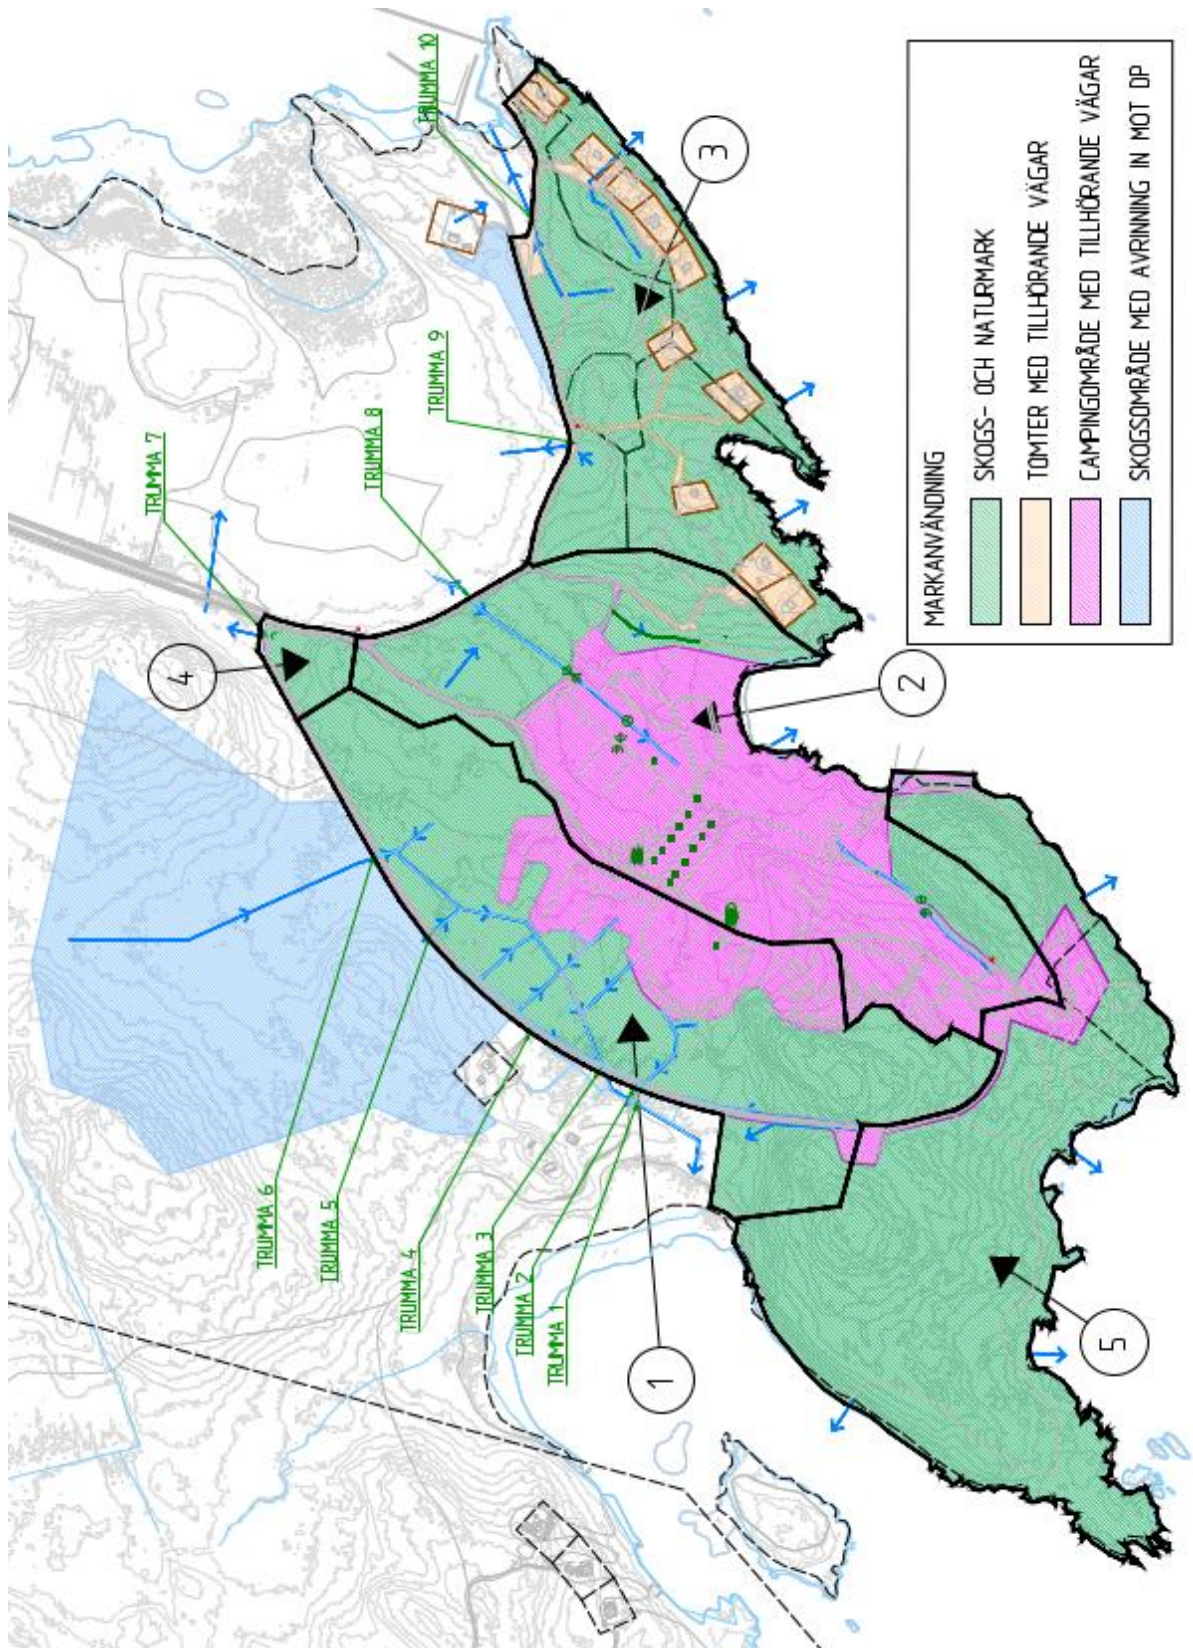 TRUMMA 1
TRUMMA 2
TRUMMA 3
TRUMMA 4
TRUMMA 5
TRUMMA 6
TRUMMA 7
TRUMMA 8
TRUMMA 9
TRUMMA 10
1
2
3
4
5
MARKANVÄNDNING
SKOGS- OCH NATURMARK
TOMTER MED TILLHÖRANDE VÄGAR
CAMPINGOMRÅDE MED TILLHÖRANDE VÄGAR
SKOGSOMRÅDE MED AVRINNING IN MOT DP